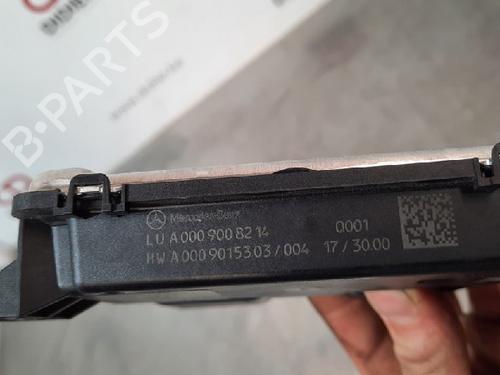 B-PARTS
Mercedes-Benz
LU A 000 900 82 14 0001
HW A 000 901 53 03 / 004 17 / 30.00